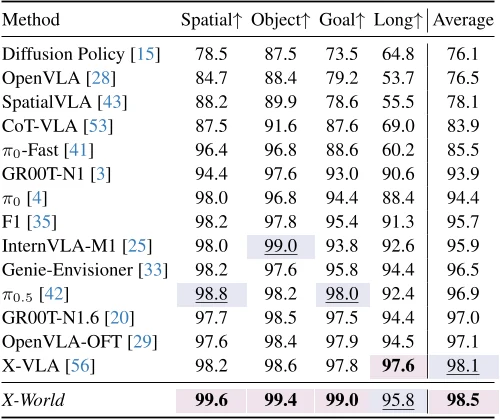 Method Spatial↑ Object↑ Goal↑ Long↑ Average
Diffusion Policy [15] 78.5 87.5 73.5 64.8 76.1
OpenVLA [28] 84.7 88.4 79.2 53.7 76.5
SpatialVLA [43] 88.2 89.9 78.6 55.5 78.1
CoT-VLA [53] 87.5 91.6 87.6 69.0 83.9
π₀-Fast [41] 96.4 96.8 88.6 60.2 85.5
GR00T-N1 [3] 94.4 97.6 93.0 90.6 93.9
π₀ [4] 98.0 96.8 94.4 88.4 94.4
F1 [35] 98.2 97.8 95.4 91.3 95.7
InternVLA-M1 [25] 98.0 99.0 93.8 92.6 95.9
Genie-Envisioner [33] 98.2 97.6 95.8 94.4 96.5
π₀.₅ [42] 98.8 98.2 98.0 92.4 96.9
GR00T-N1.6 [20] 97.7 98.5 97.5 94.4 97.0
OpenVLA-OFT [29] 97.6 98.4 97.9 94.5 97.1
X-VLA [56] 98.2 98.6 97.8 97.6 98.1
X-World 99.6 99.4 99.0 95.8 98.5